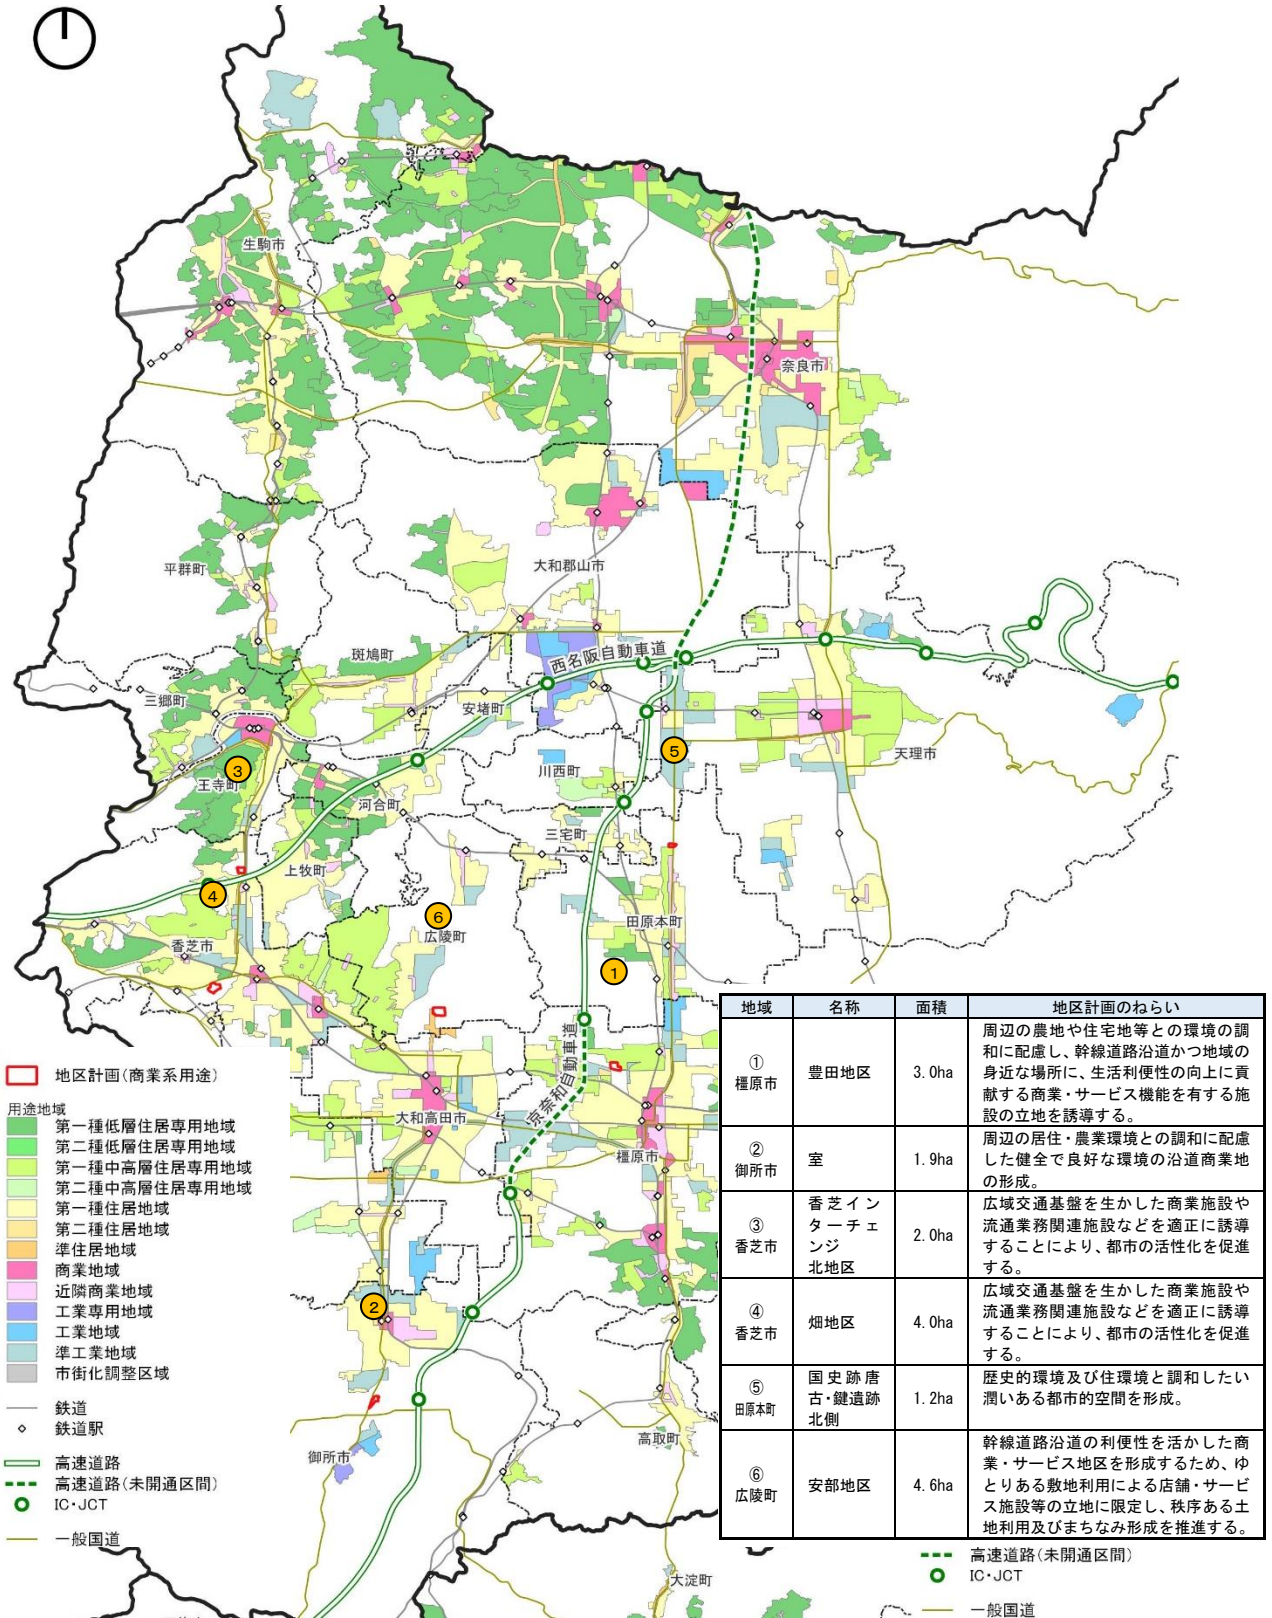 生駒市
奈良市
平群町
大和郡山市
斑鳩町
西名阪自動車道
三郷町
安堵町
⑤
天理市
③
王寺町
川西町
河合町
三宅町
④
上牧町
⑥
広陵町
田原本町
香芝市
①
京奈和自動車道
大和高田市
橿原市
②
高取町
御所市
大淀町
地区計画(商業系用途)
用途地域
第一種低層住居専用地域
第二種低層住居専用地域
第一種中高層住居専用地域
第二種中高層住居専用地域
第一種住居地域
第二種住居地域
準住居地域
商業地域
近隣商業地域
工業専用地域
工業地域
準工業地域
市街化調整区域
鉄道
鉄道駅
高速道路
高速道路(未開通区間)
IC・JCT
一般国道
地域 名称 面積 地区計画のねらい
①
橿原市
豊田地区
3.0ha
周辺の農地や住宅地等との環境の調
和に配慮し、幹線道路沿道かつ地域の
身近な場所に、生活利便性の向上に貢
献する商業・サービス機能を有する施
設の立地を誘導する。
②
御所市
室
1.9ha
周辺の居住・農業環境との調和に配慮
した健全で良好な環境の沿道商業地
の形成。
③
香芝市
香芝イン
ターチェ
ンジ
北地区
2.0ha
広域交通基盤を生かした商業施設や
流通業務関連施設などを適正に誘導
することにより、都市の活性化を促進
する。
④
香芝市
畑地区
4.0ha
広域交通基盤を生かした商業施設や
流通業務関連施設などを適正に誘導
することにより、都市の活性化を促進
する。
⑤
田原本町
国史跡唐
古・鍵遺跡
北側
1.2ha
歴史的環境及び住環境と調和したい
潤いある都市的空間を形成。
⑥
広陵町
安部地区
4.6ha
幹線道路沿道の利便性を活かした商
業・サービス地区を形成するため、ゆ
とりある敷地利用による店舗・サービ
ス施設等の立地に限定し、秩序ある土
地利用及びまちなみ形成を推進する。
高速道路(未開通区間)
IC・JCT
一般国道